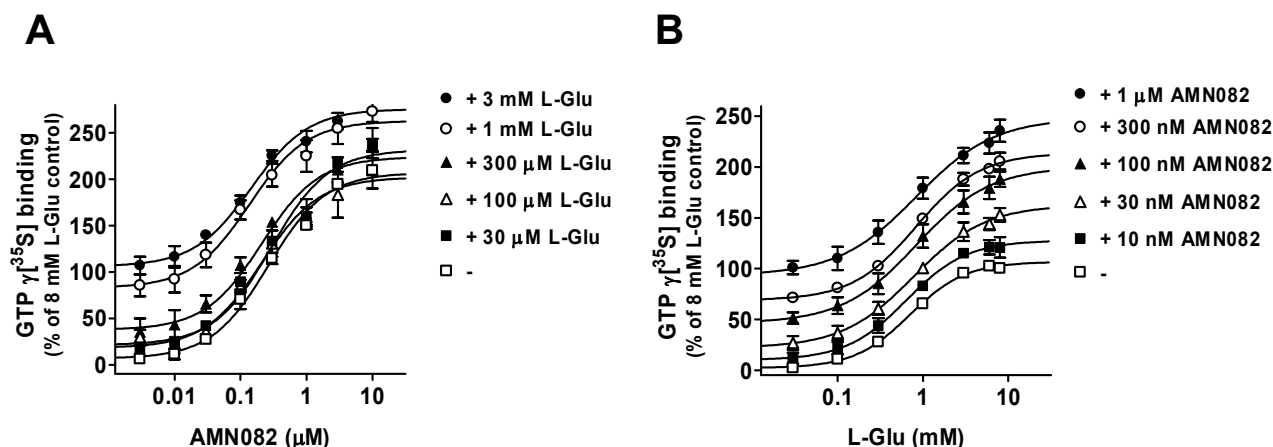 A
GTP γ[³⁵S] binding
(% of 8 mM L-Glu control)
250
200
150
100
50
0
0.01
0.1
1
10
AMN082 (μM)
+ 3 mM L-Glu
+ 1 mM L-Glu
+ 300 μM L-Glu
+ 100 μM L-Glu
+ 30 μM L-Glu
-
B
GTP γ[³⁵S] binding
(% of 8 mM L-Glu control)
250
200
150
100
50
0
0.1
1
10
L-Glu (mM)
+ 1 μM AMN082
+ 300 nM AMN082
+ 100 nM AMN082
+ 30 nM AMN082
+ 10 nM AMN082
-